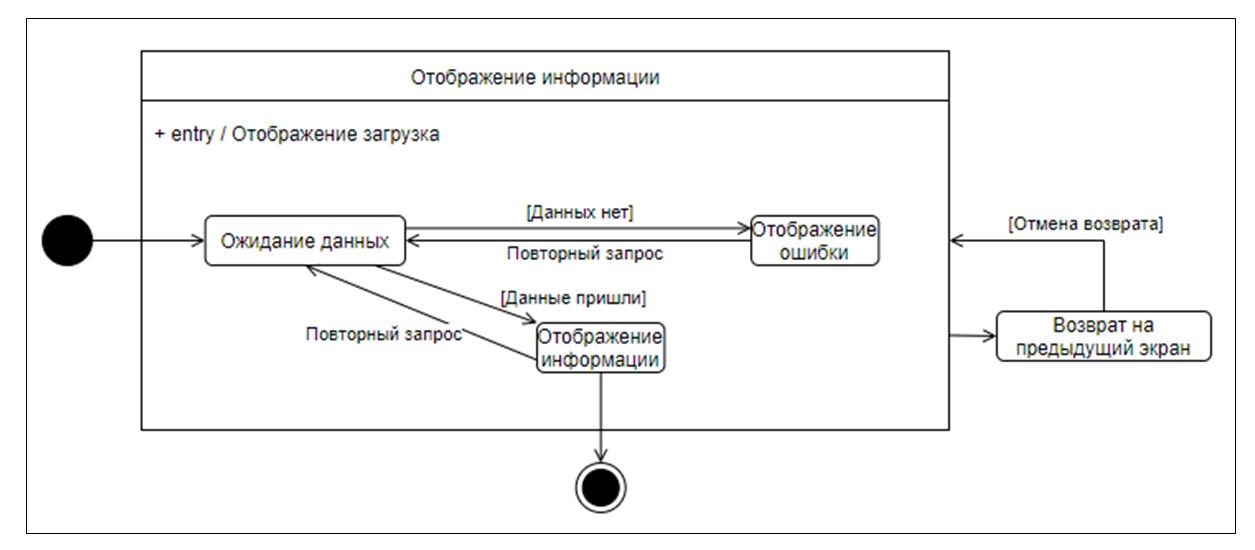 Отображение информации
+ entry / Отображение загрузка
[Данных нет]
[Отмена возврата]
Ожидание данных
Отображение
ошибки
Повторный запрос
[Данные пришли]
Повторный запрос
Отображение
информации
Возврат на
предыдущий экран